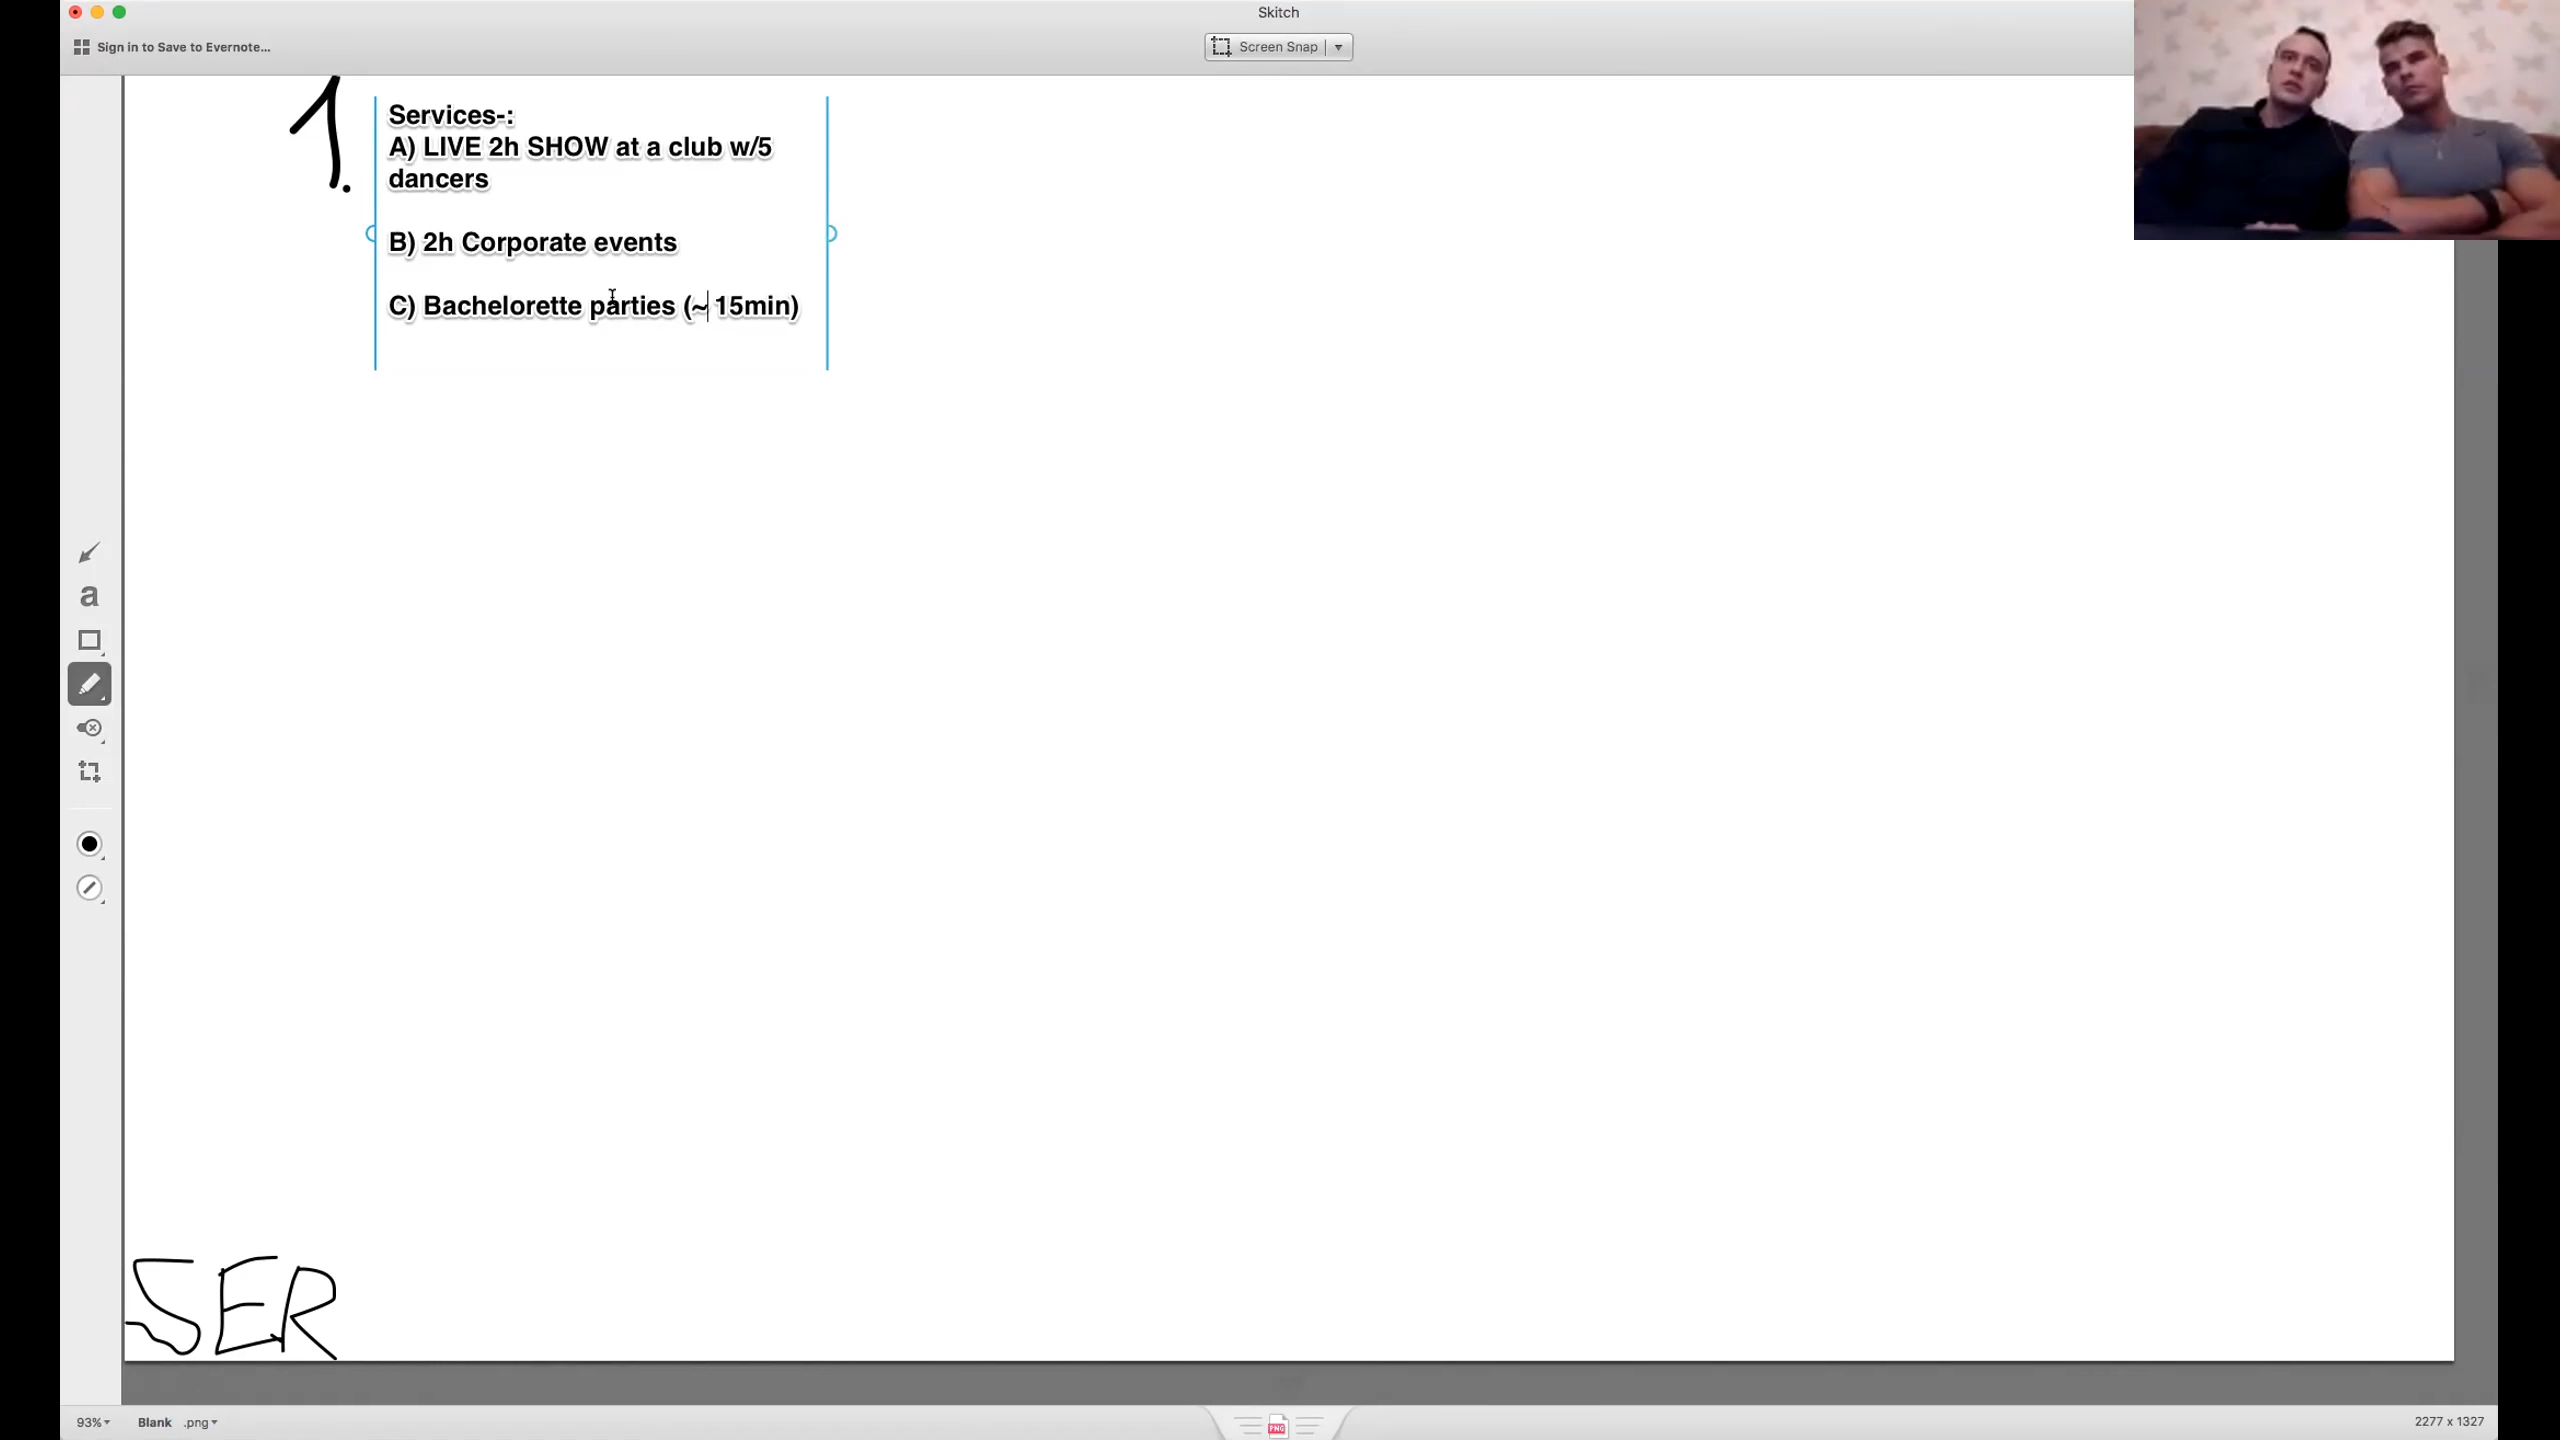 Skitch
Sign in to Save to Evernote...
Screen Snap
1.
Services-:
A) LIVE 2h SHOW at a club w/5
dancers
B) 2h Corporate events
C) Bachelorette parties (~ 15min)
a
SER
93%
Blank .png
PNG
2277 x 1327